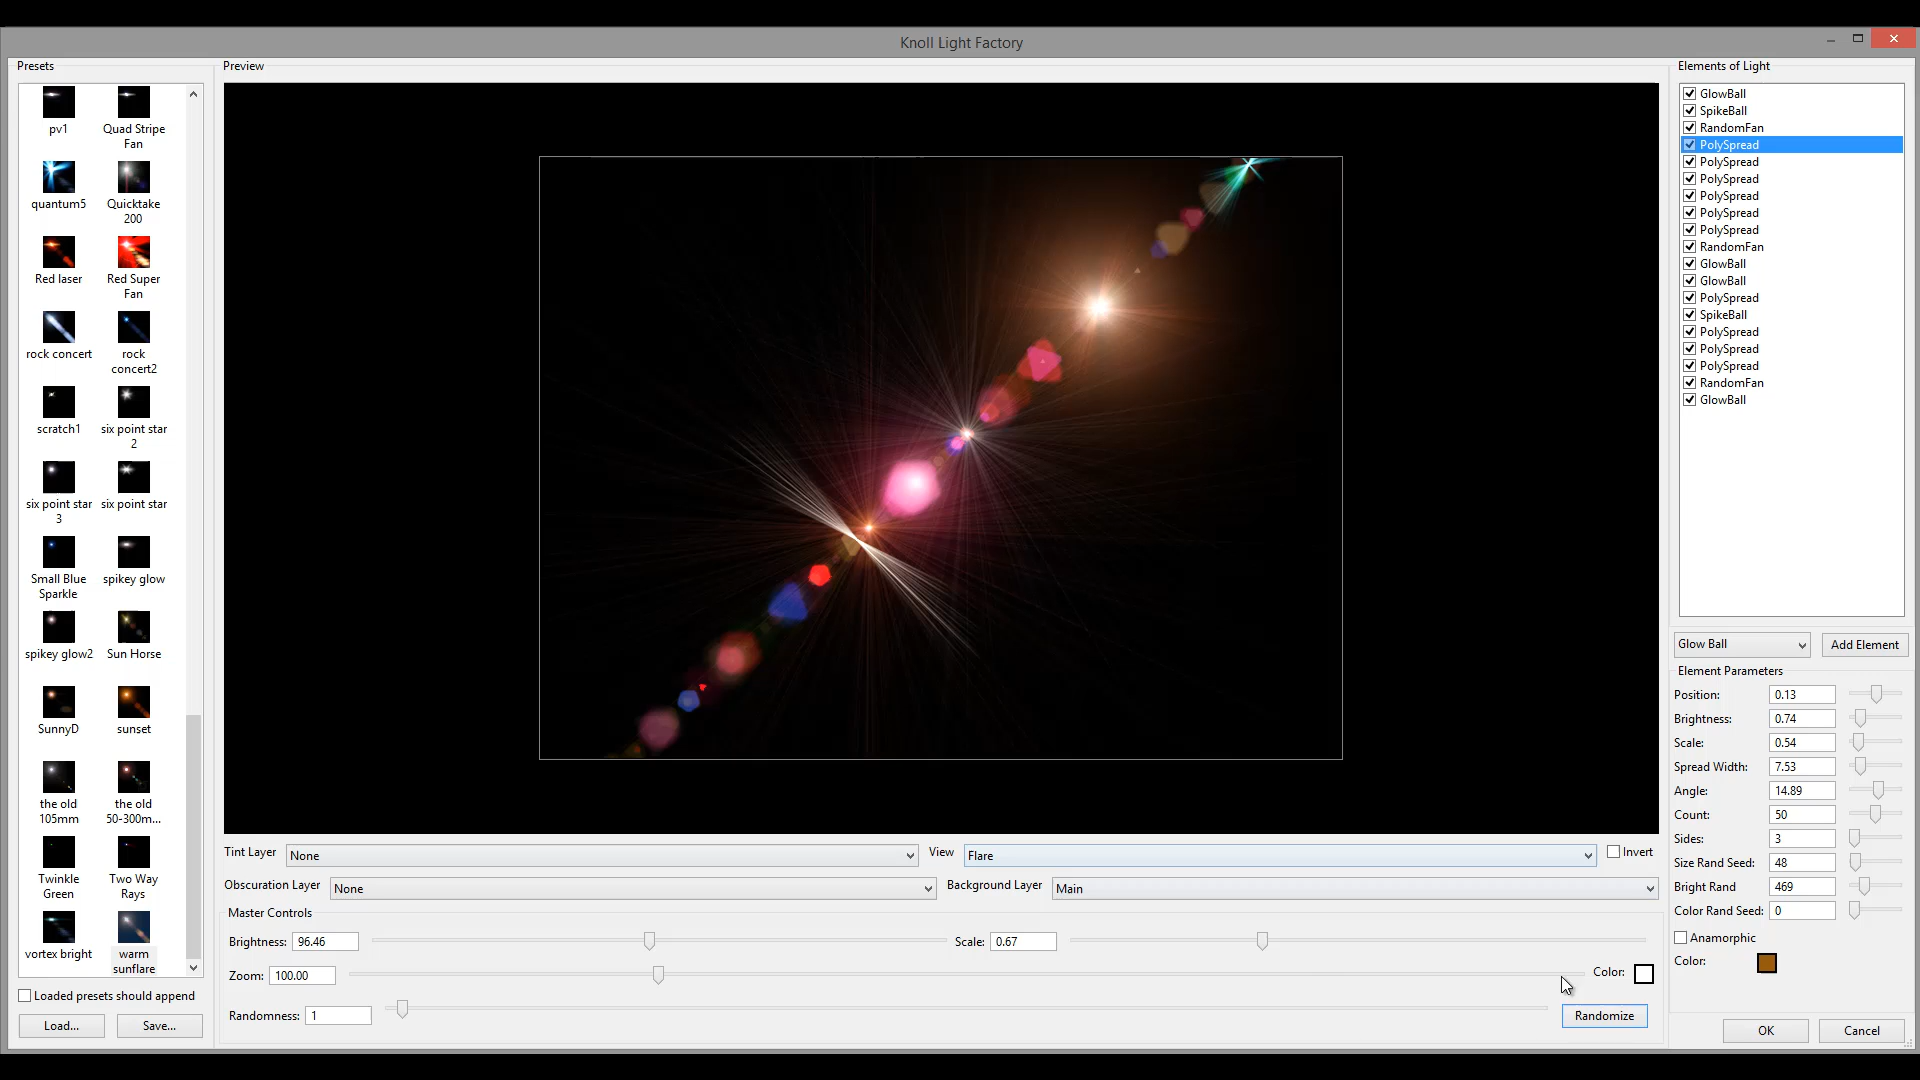 Knoll Light Factory
Presets
Preview
Elements of Light
pv1
Quad Stripe
Fan
quantum5
Quicktake
200
Red laser
Red Super
Fan
rock concert
rock
concert2
scratch1
six point star
2
six point star
3
six point star
Small Blue
Sparkle
spikey glow
spikey glow2
Sun Horse
SunnyD
sunset
the old
105mm
the old
50-300m...
Twinkle
Green
Two Way
Rays
vortex bright
warm
sunflare
Loaded presets should append
Load...
Save...
Tint Layer
None
View
Flare
Invert
Obscuration Layer
None
Background Layer
Main
Master Controls
Brightness: 96.46
Scale: 0.67
Zoom: 100.00
Color:
Randomness: 1
Randomize
GlowBall
SpikeBall
RandomFan
PolySpread
PolySpread
PolySpread
PolySpread
PolySpread
PolySpread
RandomFan
GlowBall
GlowBall
PolySpread
SpikeBall
PolySpread
PolySpread
PolySpread
RandomFan
GlowBall
Glow Ball
Add Element
Element Parameters
Position: 0.13
Brightness: 0.74
Scale: 0.54
Spread Width: 7.53
Angle: 14.89
Count: 50
Sides: 3
Size Rand Seed: 48
Bright Rand 469
Color Rand Seed: 0
Anamorphic
Color:
OK
Cancel